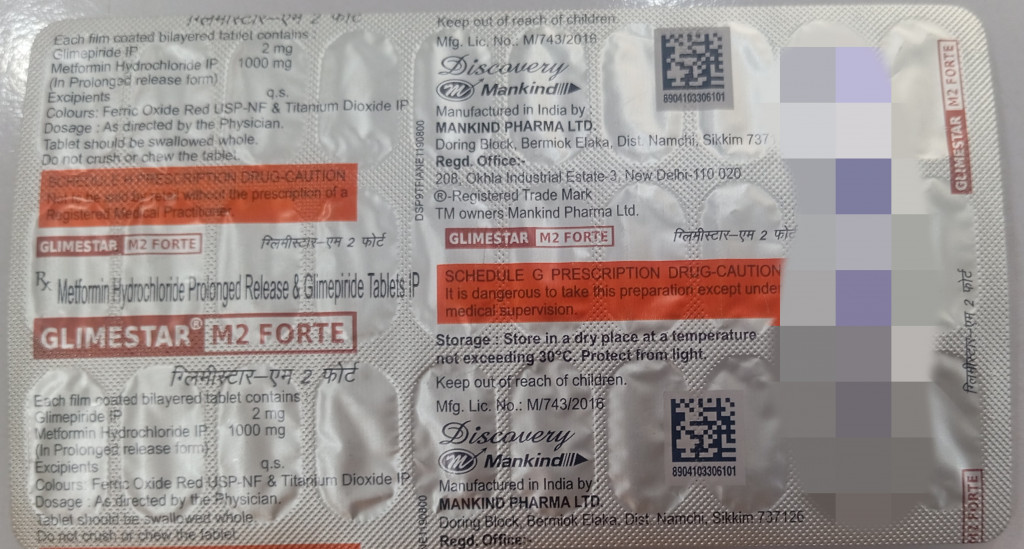 ग्लिमीस्टार-एम 2 फोर्ट
Each film coated bilayered tablet contains :
Glimepiride IP 2 mg
Metformin Hydrochloride IP 1000 mg
(In Prolonged release form)
Excipients q.s.
Colours: Ferric Oxide Red USP-NF & Titanium Dioxide IP
Dosage : As directed by the Physician.
Tablet should be swallowed whole.
Do not crush or chew the tablet.
SCHEDULE H PRESCRIPTION DRUG-CAUTION
Not to be sold by retail without the prescription of a
Registered Medical Practitioner.
GLIMESTAR M2 FORTE ग्लिमीस्टार-एम 2 फोर्ट
Rx Metformin Hydrochloride Prolonged Release & Glimepiride Tablets IP
GLIMESTAR® M2 FORTE
ग्लिमीस्टार-एम 2 फोर्ट
Each film coated bilayered tablet contains :
Glimepiride IP 2 mg
Metformin Hydrochloride IP 1000 mg
(In Prolonged release form)
Excipients q.s.
Colours: Ferric Oxide Red USP-NF & Titanium Dioxide IP
Dosage : As directed by the Physician.
Tablet should be swallowed whole.
Do not crush or chew the tablet.
Keep out of reach of children.
Mfg. Lic. No.: M/743/2016
Discovery
Mankind
8904103306101
Manufactured in India by :
MANKIND PHARMA LTD.
Doring Block, Bermiok Elaka, Dist. Namchi, Sikkim 737
Regd. Office:-
208, Okhla Industrial Estate-3, New Delhi-110 020
®-Registered Trade Mark
TM owners Mankind Pharma Ltd.
GLIMESTAR M2 FORTE ग्लिमीस्टार-एम 2 फोर्ट
SCHEDULE G PRESCRIPTION DRUG-CAUTION
It is dangerous to take this preparation except unde
medical supervision.
Storage : Store in a dry place at a temperature
not exceeding 30°C. Protect from light.
Keep out of reach of children.
Mfg. Lic. No.: M/743/2016
Discovery
Mankind
8904103306101
Manufactured in India by :
MANKIND PHARMA LTD.
Doring Block, Bermiok Elaka, Dist. Namchi, Sikkim 737126
Regd. Office:-
GLIMESTAR M2 FORTE
ग्लिमीस्टार-एम 2 फोर्ट
M2 FORTE